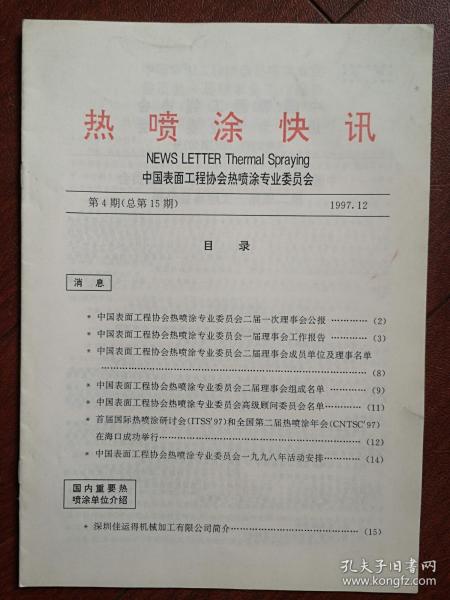 热喷涂快讯
NEWS LETTER Thermal Spraying
中国表面工程协会热喷涂专业委员会
第4期(总第15期) 1997.12
目 录
消 息
* 中国表面工程协会热喷涂专业委员会二届一次理事会公报 ………… (2)
* 中国表面工程协会热喷涂专业委员会一届理事会工作报告 ………… (3)
* 中国表面工程协会热喷涂专业委员会二届理事会成员单位及理事名单
……………………………………………………………… (8)
* 中国表面工程协会热喷涂专业委员会二届理事会组成名单 ………… (9)
* 中国表面工程协会热喷涂专业委员会高级顾问委员会名单………… (11)
* 首届国际热喷涂研讨会(ITSS'97)和全国第二届热喷涂年会(CNTSC'97)
在海口成功举行…………………………………………………… (12)
* 中国表面工程协会热喷涂专业委员会一九九八年活动安排………… (14)
国内重要热
喷涂单位介绍
* 深圳佳运得机械加工有限公司简介…………………………… (15)
孔夫子旧书网
www.kongfz.com